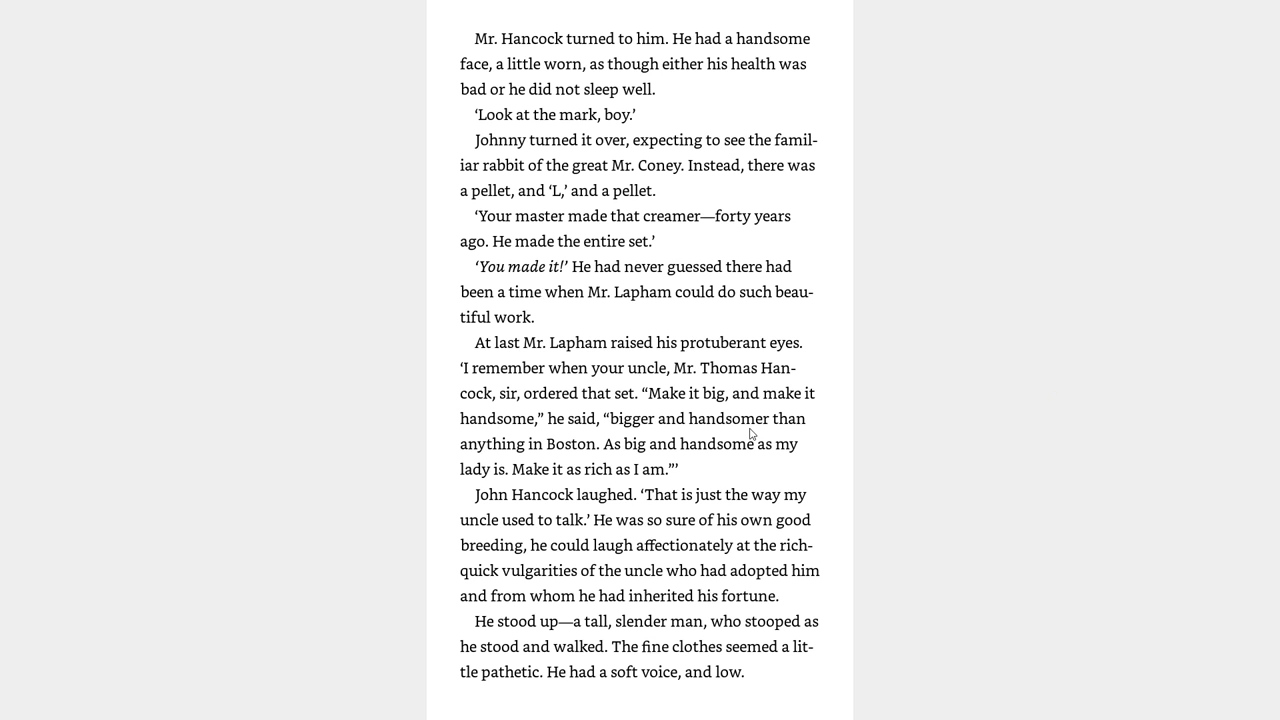 Mr. Hancock turned to him. He had a handsome
face, a little worn, as though either his health was
bad or he did not sleep well.
‘Look at the mark, boy.’
Johnny turned it over, expecting to see the famil-
iar rabbit of the great Mr. Coney. Instead, there was
a pellet, and ‘L,’ and a pellet.
‘Your master made that creamer—forty years
ago. He made the entire set.’
‘You made it!’ He had never guessed there had
been a time when Mr. Lapham could do such beau-
tiful work.
At last Mr. Lapham raised his protuberant eyes.
‘I remember when your uncle, Mr. Thomas Han-
cock, sir, ordered that set. “Make it big, and make it
handsome,” he said, “bigger and handsomer than
anything in Boston. As big and handsome as my
lady is. Make it as rich as I am.”’
John Hancock laughed. ‘That is just the way my
uncle used to talk.’ He was so sure of his own good
breeding, he could laugh affectionately at the rich-
quick vulgarities of the uncle who had adopted him
and from whom he had inherited his fortune.
He stood up—a tall, slender man, who stooped as
he stood and walked. The fine clothes seemed a lit-
tle pathetic. He had a soft voice, and low.